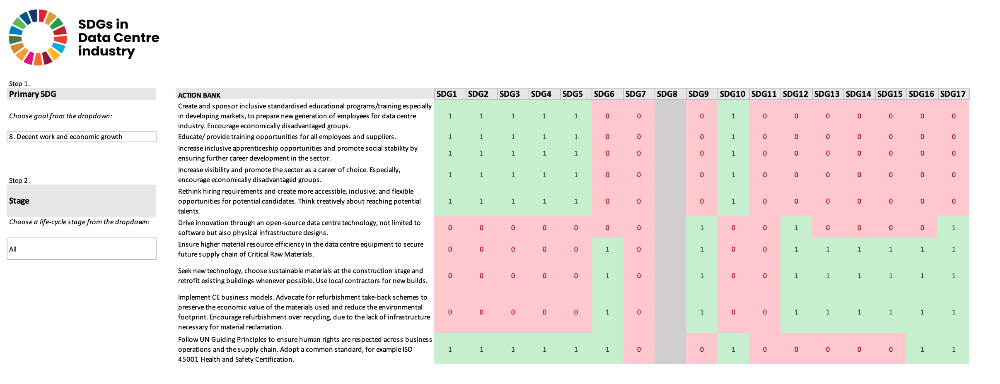 SDGs in
Data Centre
industry
Step 1.
Primary SDG
Choose goal from the dropdown:
8. Decent work and economic growth
Step 2.
Stage
Choose a life-cycle stage from the dropdown:
All
ACTION BANK SDG1 SDG2 SDG3 SDG4 SDG5 SDG6 SDG7 SDG8 SDG9 SDG10 SDG11 SDG12 SDG13 SDG14 SDG15 SDG16 SDG17
Create and sponsor inclusive standardised educational programs/training especially
in developing markets, to prepare new generation of employees for data centre
industry. Encourage economically disadvantaged groups.
1 1 1 1 1 0 0 0 1 0 0 0 0 0 0 0
Educate/ provide training opportunities for all employees and suppliers.
1 1 1 1 1 0 0 0 1 0 0 0 0 0 0 0
Increase inclusive apprenticeship opportunities and promote social stability by
ensuring further career development in the sector.
1 1 1 1 1 0 0 0 1 0 0 0 0 0 0 0
Increase visibility and promote the sector as a career of choice. Especially,
encourage economically disadvantaged groups.
1 1 1 1 1 0 0 0 1 0 0 0 0 0 0 0
Rethink hiring requirements and create more accessible, inclusive, and flexible
opportunities for potential candidates. Think creatively about reaching potential
talents.
1 1 1 1 1 0 0 0 1 0 0 0 0 0 0 0
Drive innovation through an open-source data centre technology, not limited to
software but also physical infrastructure designs.
0 0 0 0 0 0 0 1 0 0 1 0 0 0 0 1
Ensure higher material resource efficiency in the data centre equipment to secure
future supply chain of Critical Raw Materials.
0 0 0 0 0 1 0 1 0 0 1 1 1 1 1 1
Seek new technology, choose sustainable materials at the construction stage and
retrofit existing buildings whenever possible. Use local contractors for new builds.
0 0 0 0 0 1 0 1 0 0 1 1 1 1 1 1
Implement CE business models. Advocate for refurbishment take-back schemes to
preserve the economic value of the materials used and reduce the environmental
footprint. Encourage refurbishment over recycling, due to the lack of infrastructure
necessary for material reclamation.
0 0 0 0 0 1 0 1 0 0 1 1 1 1 1 1
Follow UN Guiding Principles to ensure human rights are respected across business
operations and the supply chain. Adopt a common standard, for example ISO
45001 Health and Safety Certification.
1 1 1 1 1 1 0 0 1 0 0 0 0 0 1 1